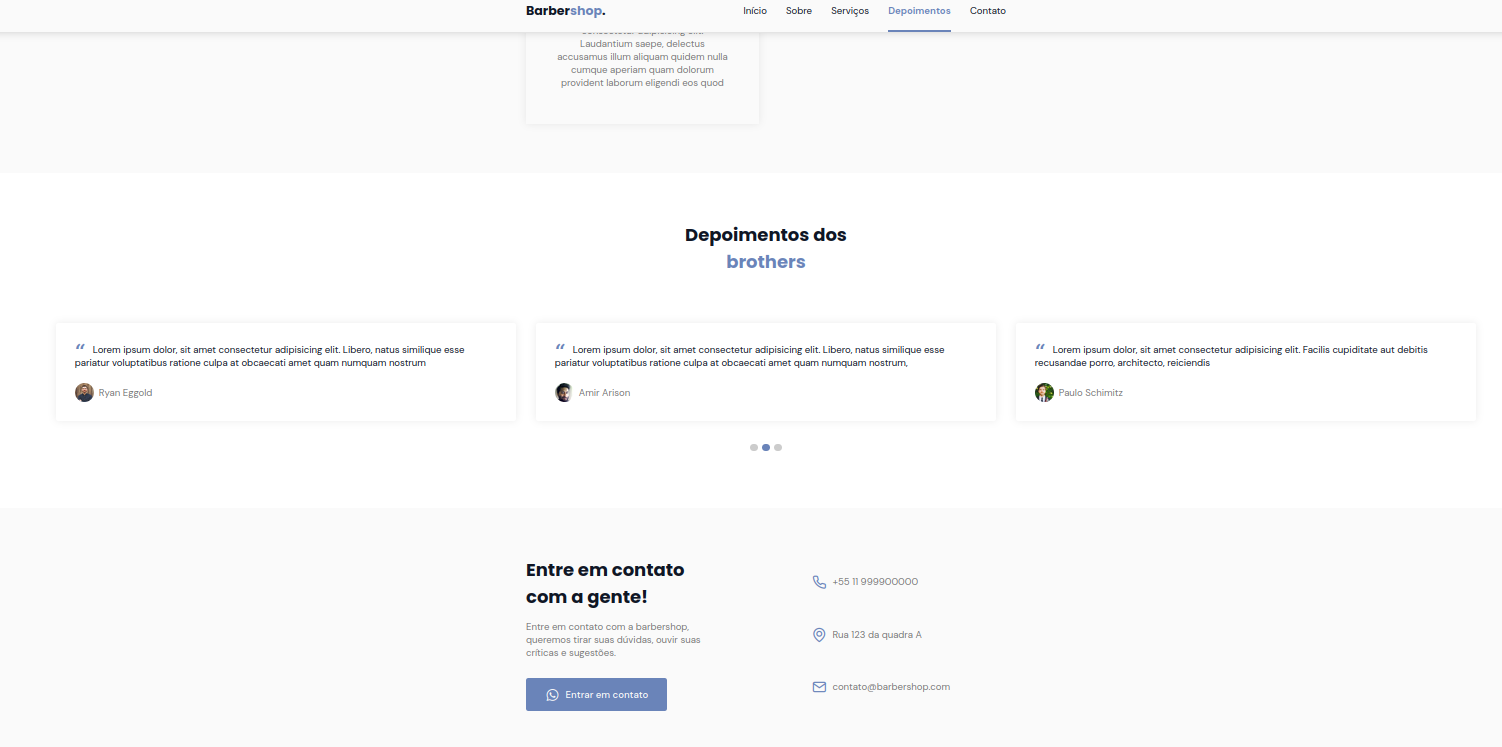 Barbershop.
Início Sobre Serviços Depoimentos Contato
Laudantium saepe, delectus
accusamus illum aliquam quidem nulla
cumque aperiam quam dolorum
provident laborum eligendi eos quod
Depoimentos dos
brothers
“ Lorem ipsum dolor, sit amet consectetur adipisicing elit. Libero, natus similique esse
pariatur voluptatibus ratione culpa at obcaecati amet quam numquam nostrum
Ryan Eggold
“ Lorem ipsum dolor, sit amet consectetur adipisicing elit. Libero, natus similique esse
pariatur voluptatibus ratione culpa at obcaecati amet quam numquam nostrum,
Amir Arison
“ Lorem ipsum dolor, sit amet consectetur adipisicing elit. Facilis cupiditate aut debitis
recusandae porro, architecto, reiciendis
Paulo Schimitz
Entre em contato
com a gente!
Entre em contato com a barbershop,
queremos tirar suas dúvidas, ouvir suas
críticas e sugestões.
Entrar em contato
+55 11 999900000
Rua 123 da quadra A
contato@barbershop.com